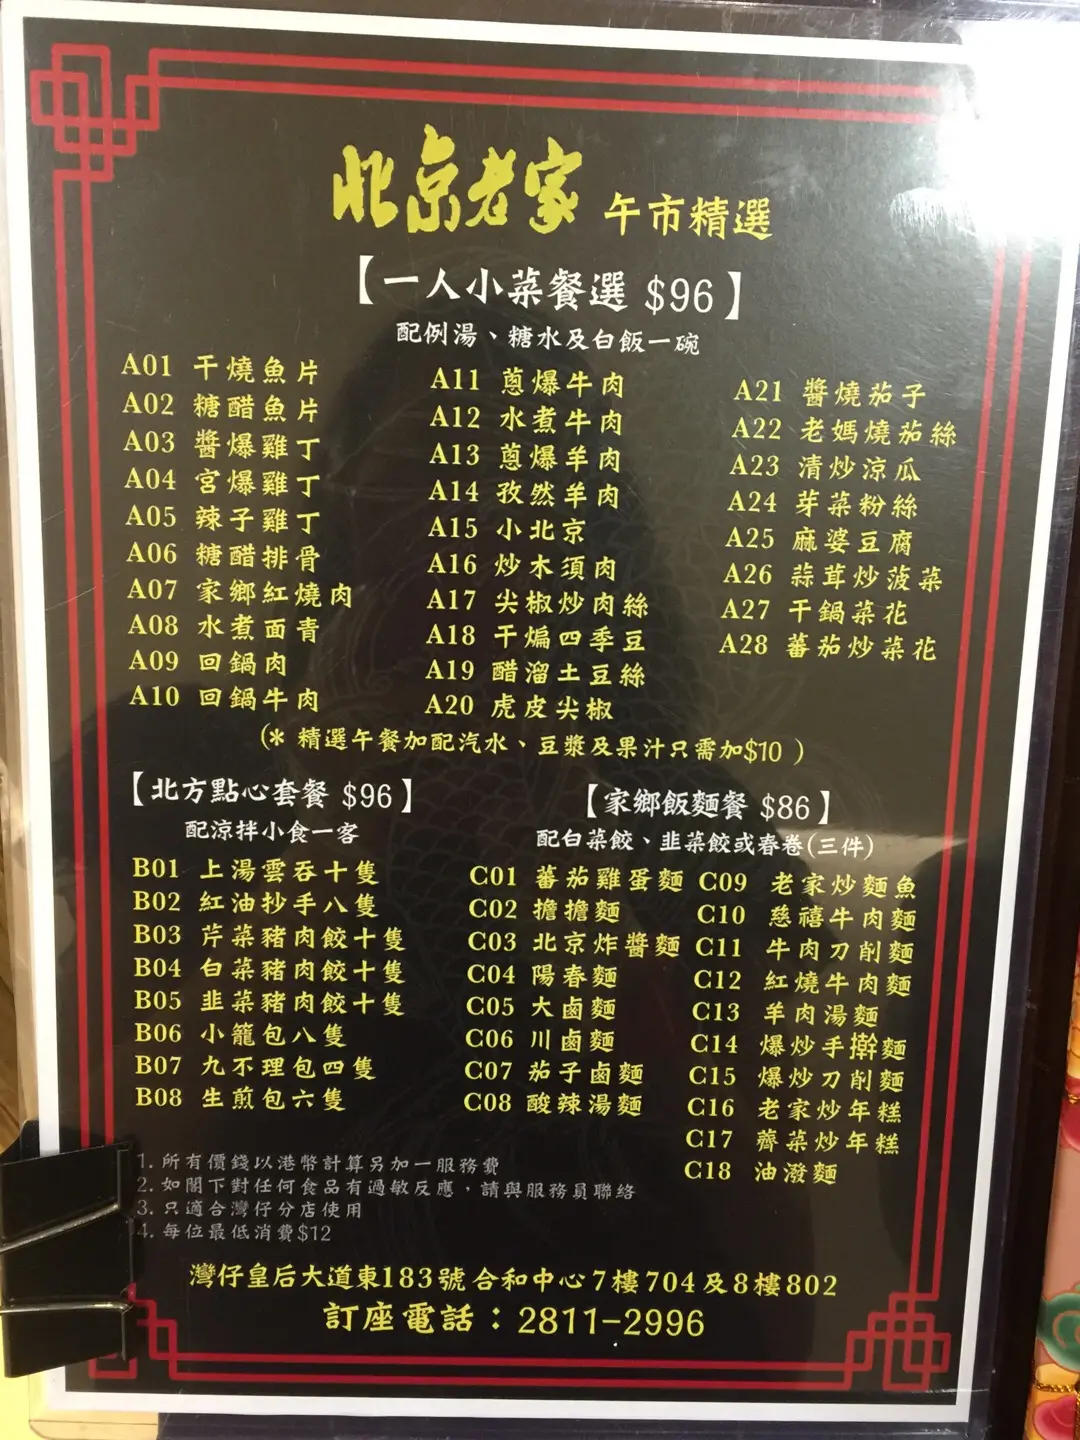 北京老家 午市精選
【一人小菜餐選 $96】
配例湯、糖水及白飯一碗
A01 干燒魚片
A02 糖醋魚片
A03 醬爆雞丁
A04 宮爆雞丁
A05 辣子雞丁
A06 糖醋排骨
A07 家鄉紅燒肉
A08 水煮面青
A09 回鍋肉
A10 回鍋牛肉
A11 蔥爆牛肉
A12 水煮牛肉
A13 蔥爆羊肉
A14 孜然羊肉
A15 小北京
A16 炒木須肉
A17 尖椒炒肉絲
A18 干煸四季豆
A19 醋溜土豆絲
A20 虎皮尖椒
A21 醬燒茄子
A22 老媽燒茄絲
A23 清炒涼瓜
A24 芽菜粉絲
A25 麻婆豆腐
A26 蒜茸炒菠菜
A27 干鍋菜花
A28 蕃茄炒菜花
(* 精選午餐加配汽水、豆漿及果汁只需加$10 )
【北方點心套餐 $96】
配涼拌小食一客
B01 上湯雲吞十隻
B02 紅油抄手八隻
B03 芹菜豬肉餃十隻
B04 白菜豬肉餃十隻
B05 韭菜豬肉餃十隻
B06 小籠包八隻
B07 九不理包四隻
B08 生煎包六隻
【家鄉飯麵餐 $86】
配白菜餃、韭菜餃或春卷(三件)
C01 蕃茄雞蛋麵
C02 擔擔麵
C03 北京炸醬麵
C04 陽春麵
C05 大鹵麵
C06 川鹵麵
C07 茄子鹵麵
C08 酸辣湯麵
C09 老家炒麵魚
C10 慈禧牛肉麵
C11 牛肉刀削麵
C12 紅燒牛肉麵
C13 羊肉湯麵
C14 爆炒手擀麵
C15 爆炒刀削麵
C16 老家炒年糕
C17 薺菜炒年糕
C18 油潑麵
1. 所有價錢以港幣計算另加一服務費
2. 如閣下對任何食品有過敏反應，請與服務員聯絡
3. 只適合灣仔分店使用
4. 每位最低消費$12
灣仔皇后大道東183號合和中心7樓704及8樓802
訂座電話：2811-2996